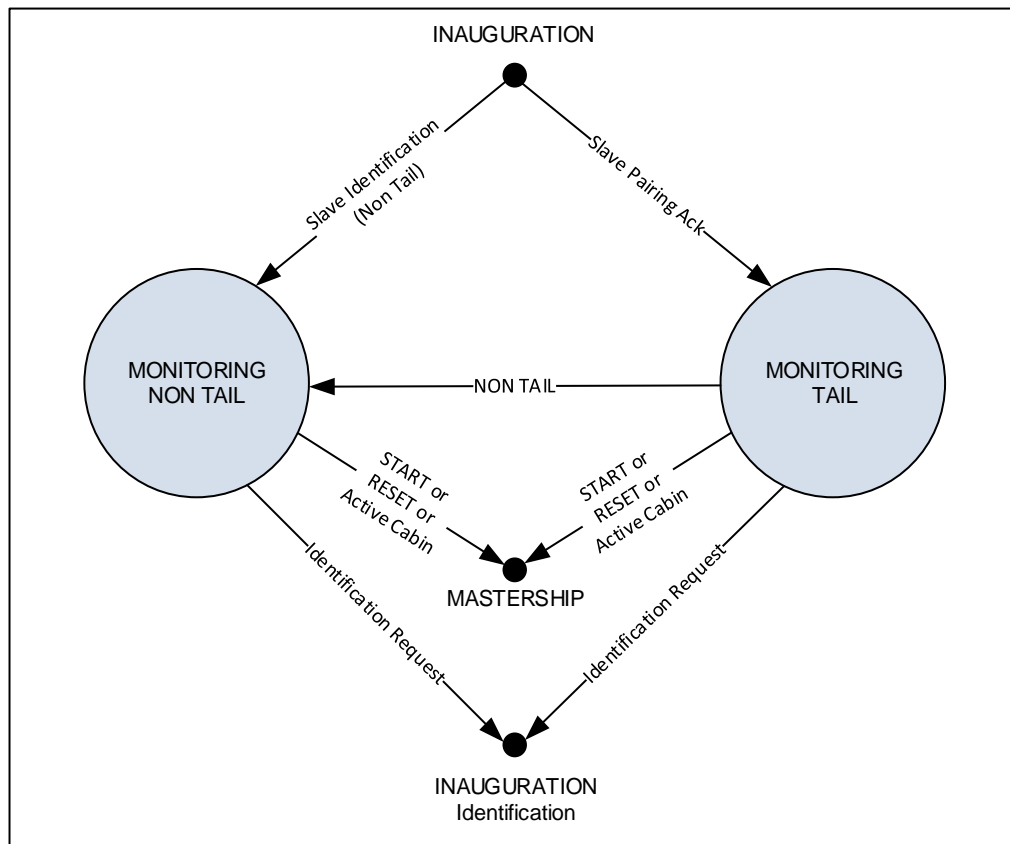 INAUGURATION
Slave Identification
(Non Tail)
Slave Pairing Ack
MONITORING
NON TAIL
NON TAIL
MONITORING
TAIL
START or
RESET or
Active Cabin
START or
RESET or
Active Cabin
MASTERSHIP
Identification Request
Identification Request
INAUGURATION
Identification